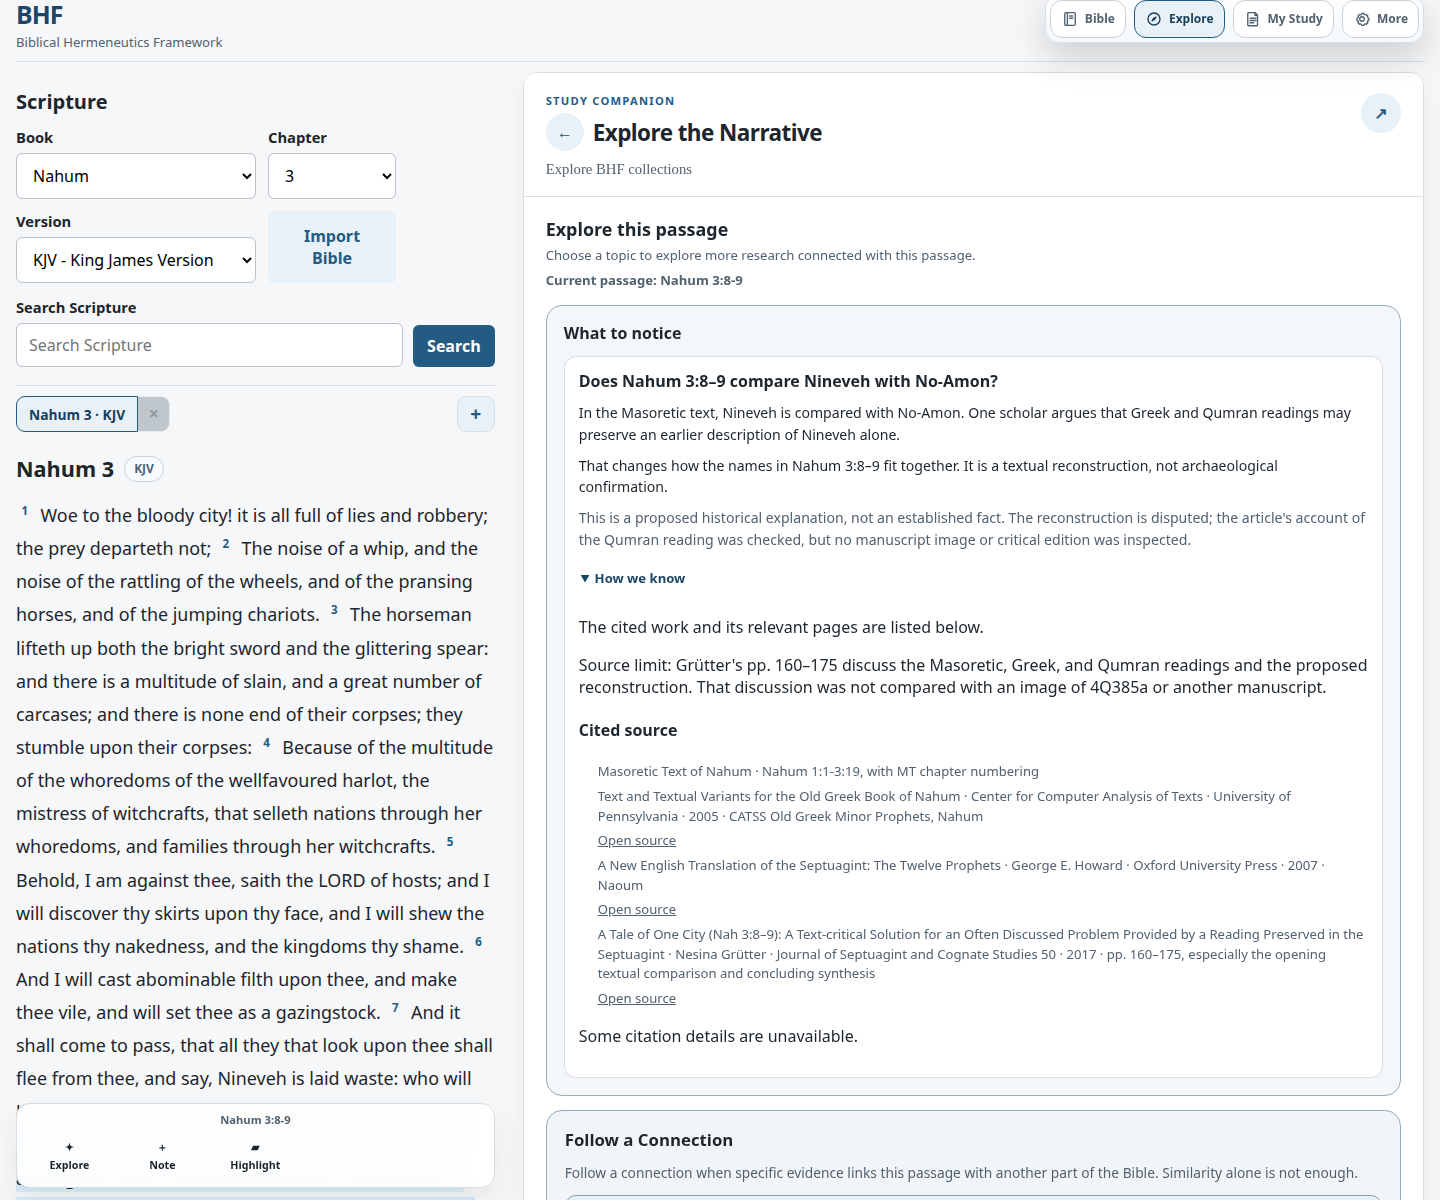 BHF
Biblical Hermeneutics Framework
Bible
Explore
My Study
More
Scripture
Book
Chapter
Nahum
3
Version
KJV - King James Version
Import
Bible
Search Scripture
Search Scripture
Search
Nahum 3 · KJV
×
+
Nahum 3 KJV
1 Woe to the bloody city! it is all full of lies and robbery;
the prey departeth not; 2 The noise of a whip, and the
noise of the rattling of the wheels, and of the pransing
horses, and of the jumping chariots. 3 The horseman
lifteth up both the bright sword and the glittering spear:
and there is a multitude of slain, and a great number of
carcases; and there is none end of their corpses; they
stumble upon their corpses: 4 Because of the multitude
of the whoredoms of the wellfavoured harlot, the
mistress of witchcrafts, that selleth nations through her
whoredoms, and families through her witchcrafts. 5
Behold, I am against thee, saith the LORD of hosts; and I
will discover thy skirts upon thy face, and I will shew the
nations thy nakedness, and the kingdoms thy shame. 6
And I will cast abominable filth upon thee, and make
thee vile, and will set thee as a gazingstock. 7 And it
shall come to pass, that all they that look upon thee shall
flee from thee, and say, Nineveh is laid waste: who will
Nahum 3:8-9
Explore
Note
Highlight
STUDY COMPANION
← Explore the Narrative
↗
Explore BHF collections
Explore this passage
Choose a topic to explore more research connected with this passage.
Current passage: Nahum 3:8-9
What to notice
Does Nahum 3:8–9 compare Nineveh with No-Amon?
In the Masoretic text, Nineveh is compared with No-Amon. One scholar argues that Greek and Qumran readings may
preserve an earlier description of Nineveh alone.
That changes how the names in Nahum 3:8–9 fit together. It is a textual reconstruction, not archaeological
confirmation.
This is a proposed historical explanation, not an established fact. The reconstruction is disputed; the article's account of
the Qumran reading was checked, but no manuscript image or critical edition was inspected.
▼ How we know
The cited work and its relevant pages are listed below.
Source limit: Grütter's pp. 160–175 discuss the Masoretic, Greek, and Qumran readings and the proposed
reconstruction. That discussion was not compared with an image of 4Q385a or another manuscript.
Cited source
Masoretic Text of Nahum · Nahum 1:1-3:19, with MT chapter numbering
Text and Textual Variants for the Old Greek Book of Nahum · Center for Computer Analysis of Texts · University of
Pennsylvania · 2005 · CATSS Old Greek Minor Prophets, Nahum
Open source
A New English Translation of the Septuagint: The Twelve Prophets · George E. Howard · Oxford University Press · 2007 ·
Naoum
Open source
A Tale of One City (Nah 3:8–9): A Text-critical Solution for an Often Discussed Problem Provided by a Reading Preserved in the
Septuagint · Nesina Grütter · Journal of Septuagint and Cognate Studies 50 · 2017 · pp. 160–175, especially the opening
textual comparison and concluding synthesis
Open source
Some citation details are unavailable.
Follow a Connection
Follow a connection when specific evidence links this passage with another part of the Bible. Similarity alone is not enough.